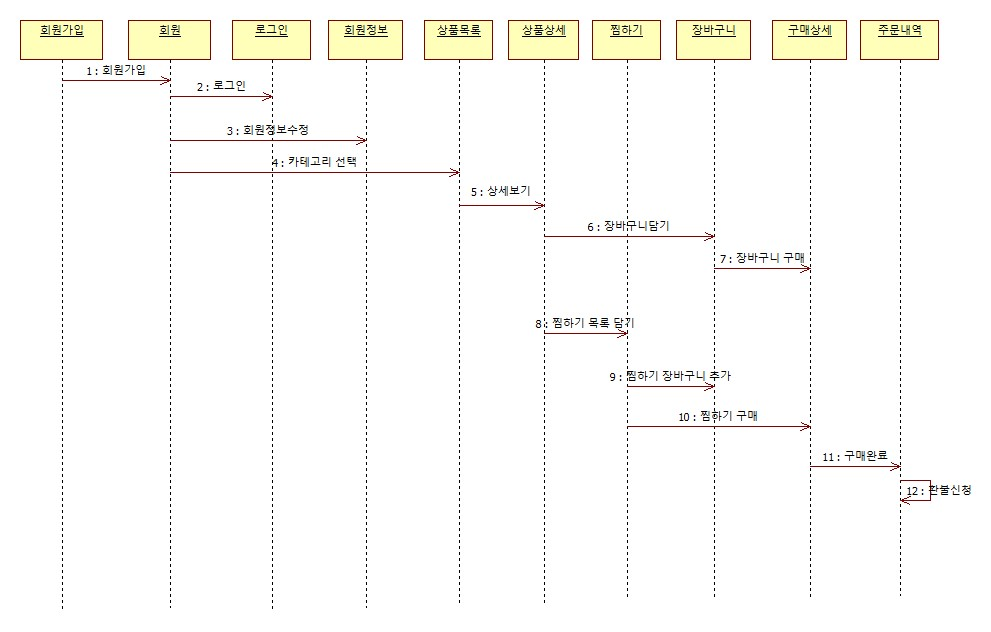 회원가입
회원
로그인
회원정보
상품목록
상품상세
찜하기
장바구니
구매상세
주문내역
1 : 회원가입
2 : 로그인
3 : 회원정보수정
4 : 카테고리 선택
5 : 상세보기
6 : 장바구니담기
7 : 장바구니 구매
8 : 찜하기 목록 담기
9 : 찜하기 장바구니 추가
10 : 찜하기 구매
11 : 구매완료
12 : 환불신청